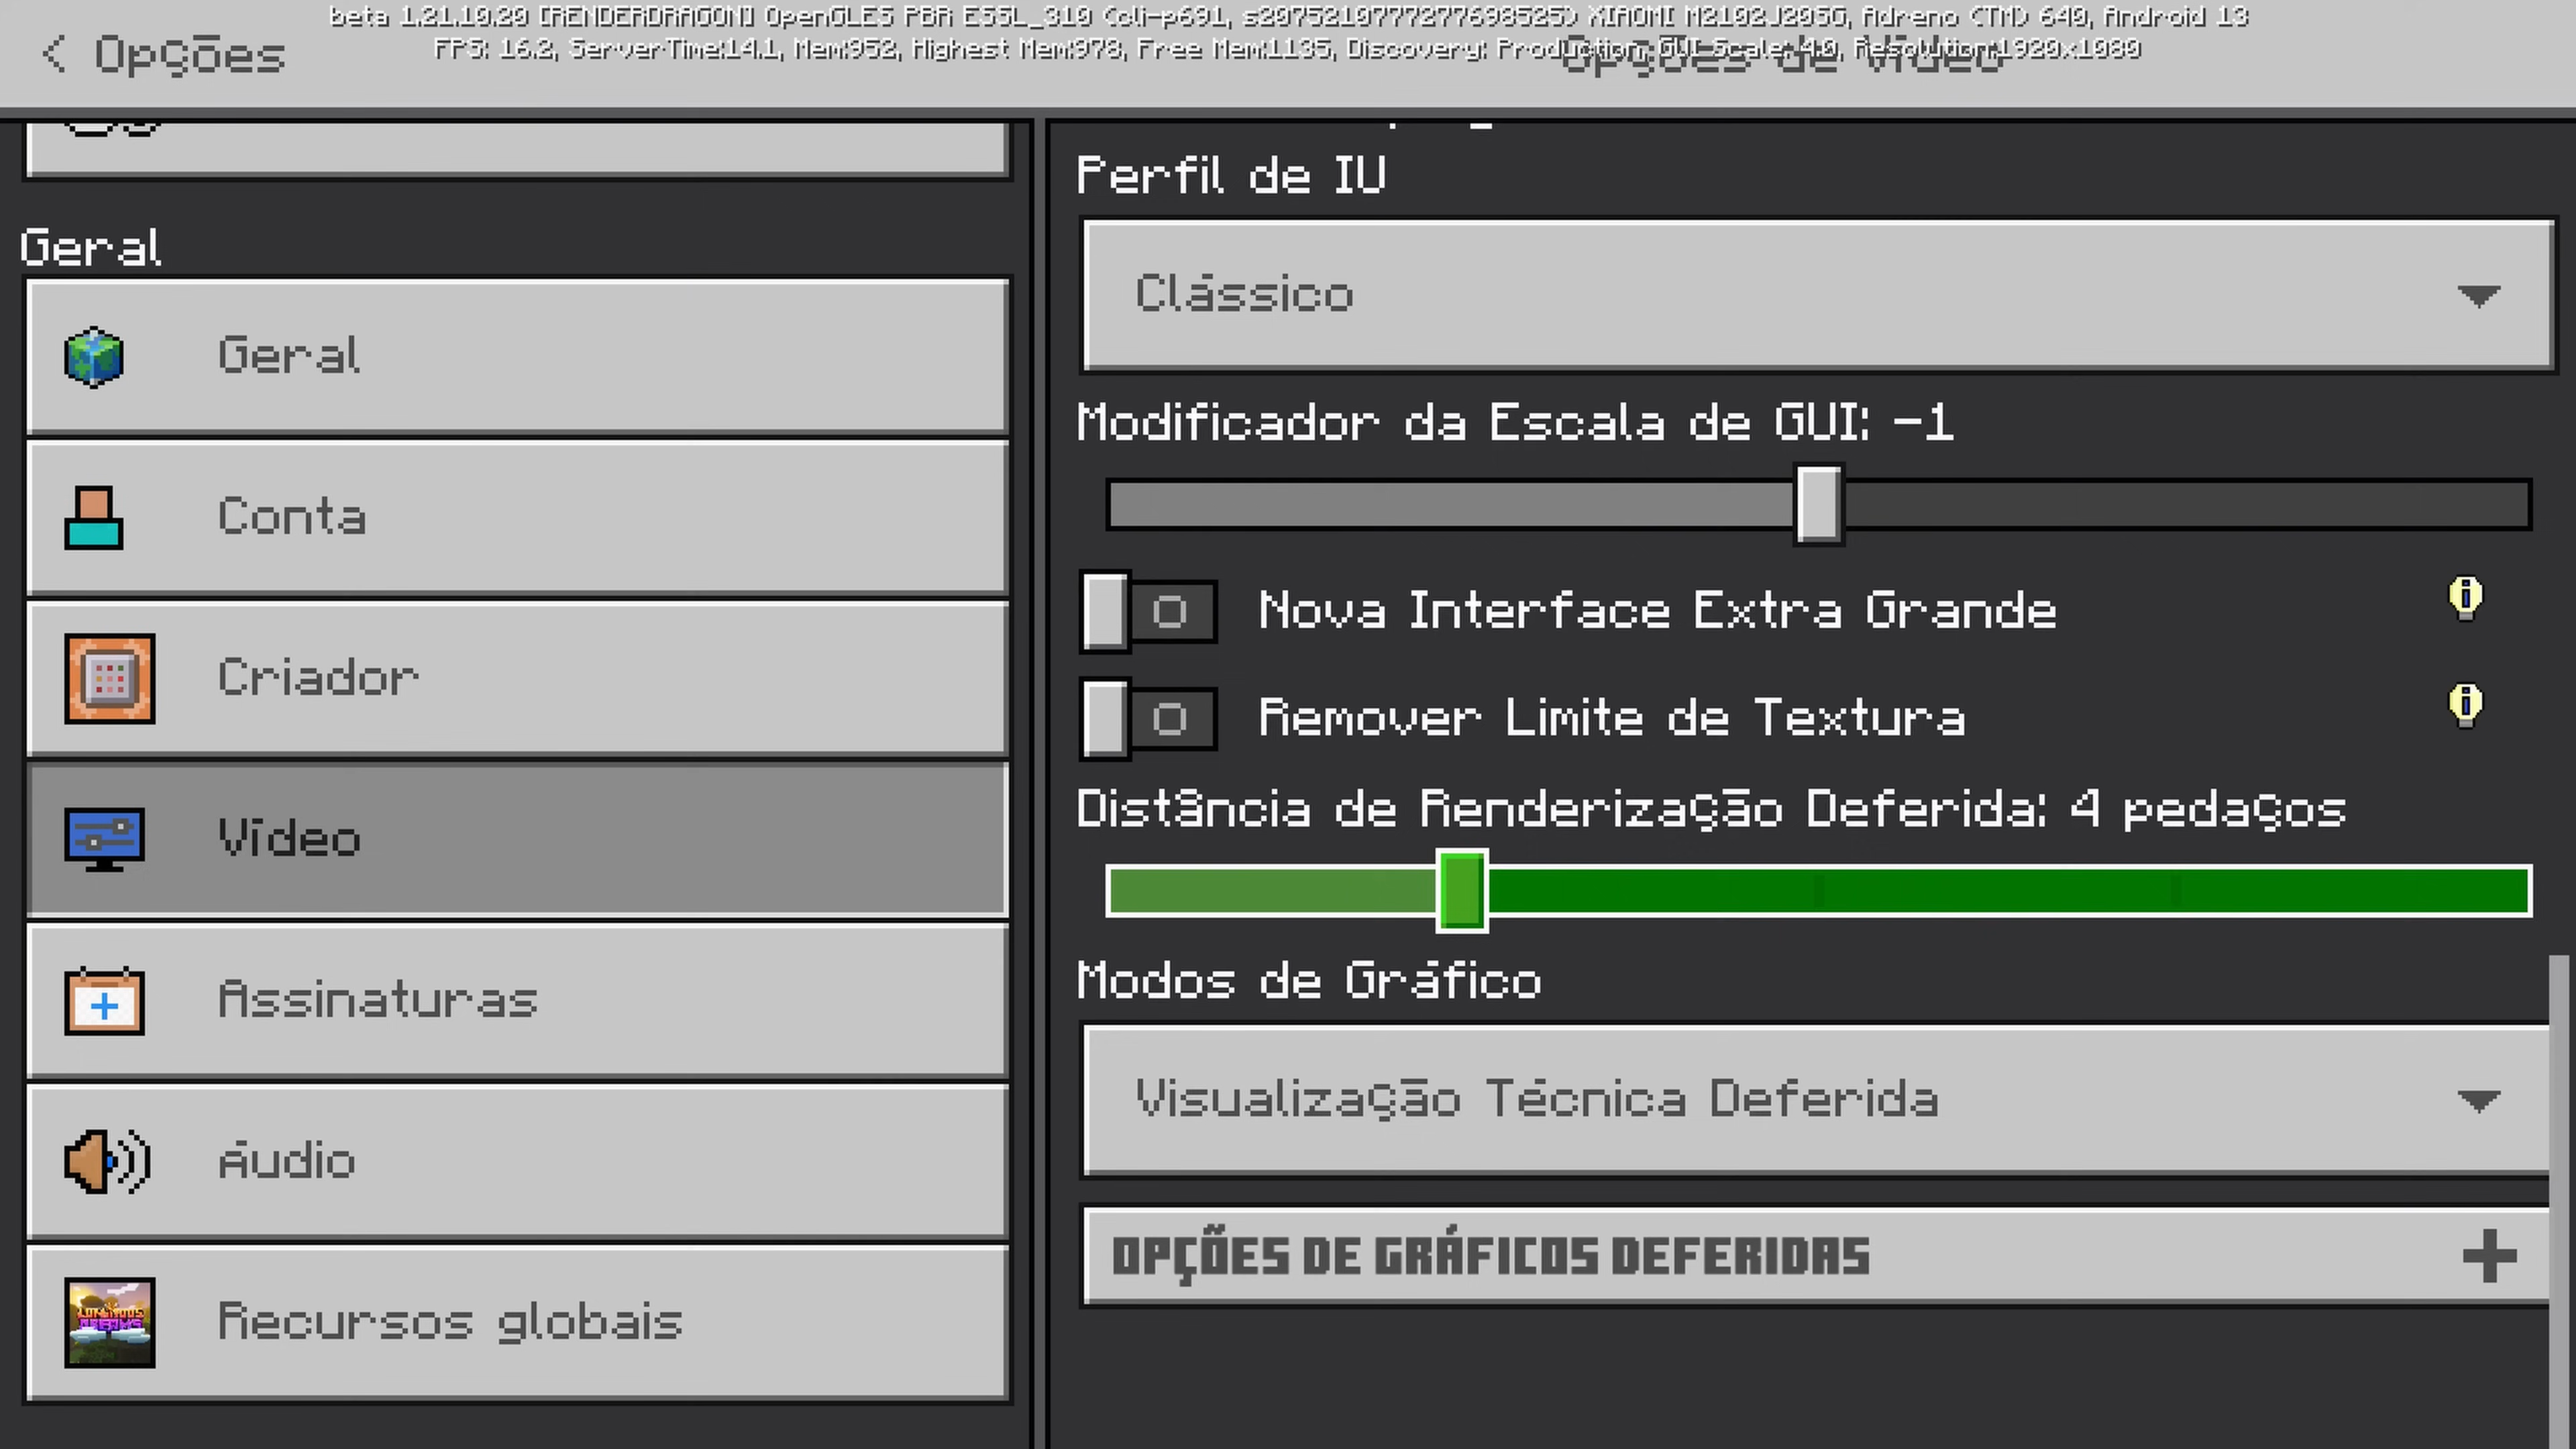 beta 1.21.10.20 [RENDERDRAGON] OpenGLES PBR ESSL_310 (oli-p691, s207521077727769852S) XIAOMI M2102J20SG, Adreno (TM) 640, Android 13
FPS: 16.2, ServerTime:14.1, Mem:952, Highest Mem:978, Free Mem:1135, Discovery: Production, GUI Scale: 4.0, Resolution:1920x1080
Opções
Opções de Vídeo
Perfil de IU
Clássico
Modificador da Escala de GUI: -1
Nova Interface Extra Grande
Remover Limite de Textura
Distância de Renderização Deferida: 4 pedaços
Modos de Gráfico
Visualização Técnica Deferida
OPÇÕES DE GRÁFICOS DEFERIDAS
Geral
Geral
Conta
Criador
Vídeo
Assinaturas
Áudio
Recursos globais